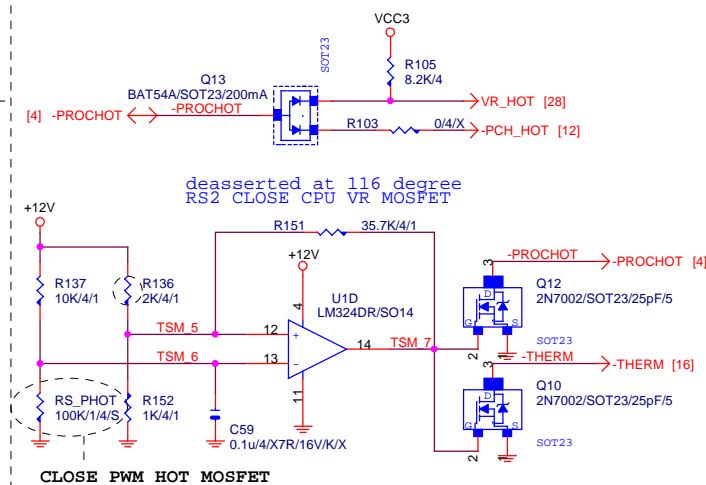 VCC3
SOT23
R105
8.2K/4
Q13
BAT54A/SOT23/200mA
[4] -PROCHOT
-PROCHOT
VR_HOT [28]
R103
0/4/X
-PCH_HOT [12]
deasserted at 116 degree
RS2 CLOSE CPU VR MOSFET
+12V
R151
35.7K/4/1
+12V
-PROCHOT
-PROCHOT [4]
R137
10K/4/1
R136
2K/4/1
U1D
LM324DR/SO14
4
3
D
G
S
Q12
2N7002/SOT23/25pF/5
TSM_5
12
+
14
TSM_7
2
1
SOT23
TSM_6
13
-
11
-THERM
-THERM [16]
RS_PHOT
100K/1/4/S
R152
1K/4/1
3
D
G
S
Q10
2N7002/SOT23/25pF/5
C59
0.1u/4/X7R/16V/K/X
2
1
SOT23
CLOSE PWM HOT MOSFET